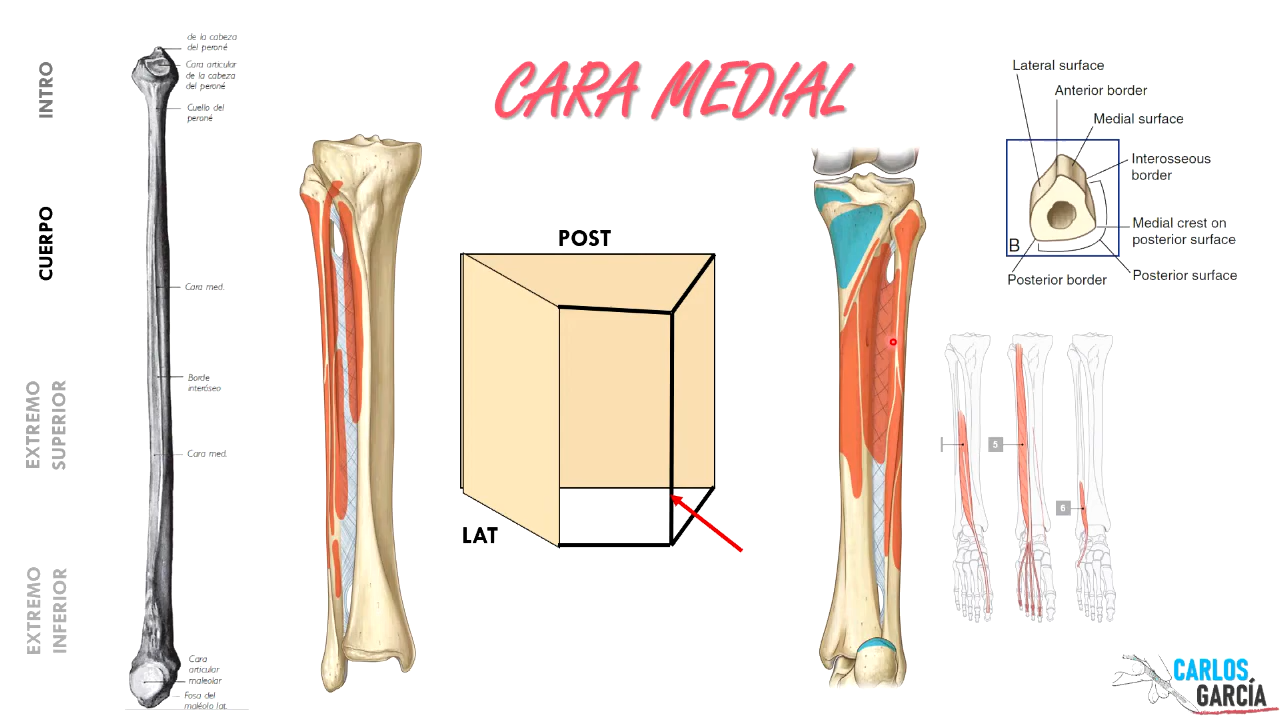 INTRO
CUERPO
EXTREMO
SUPERIOR
EXTREMO
INFERIOR
de la cabeza
del peroné
Cara articular
de la cabeza
del peroné
Cuello del
peroné
Cara med.
Borde
interóseo
Cara med.
Cara
articular
maleolar
Fosa del
maléolo lat.
CARA MEDIAL
POST
LAT
Lateral surface
Anterior border
Medial surface
Interosseous
border
Medial crest on
posterior surface
Posterior surface
Posterior border
B
5
6
CARLOS
GARCÍA